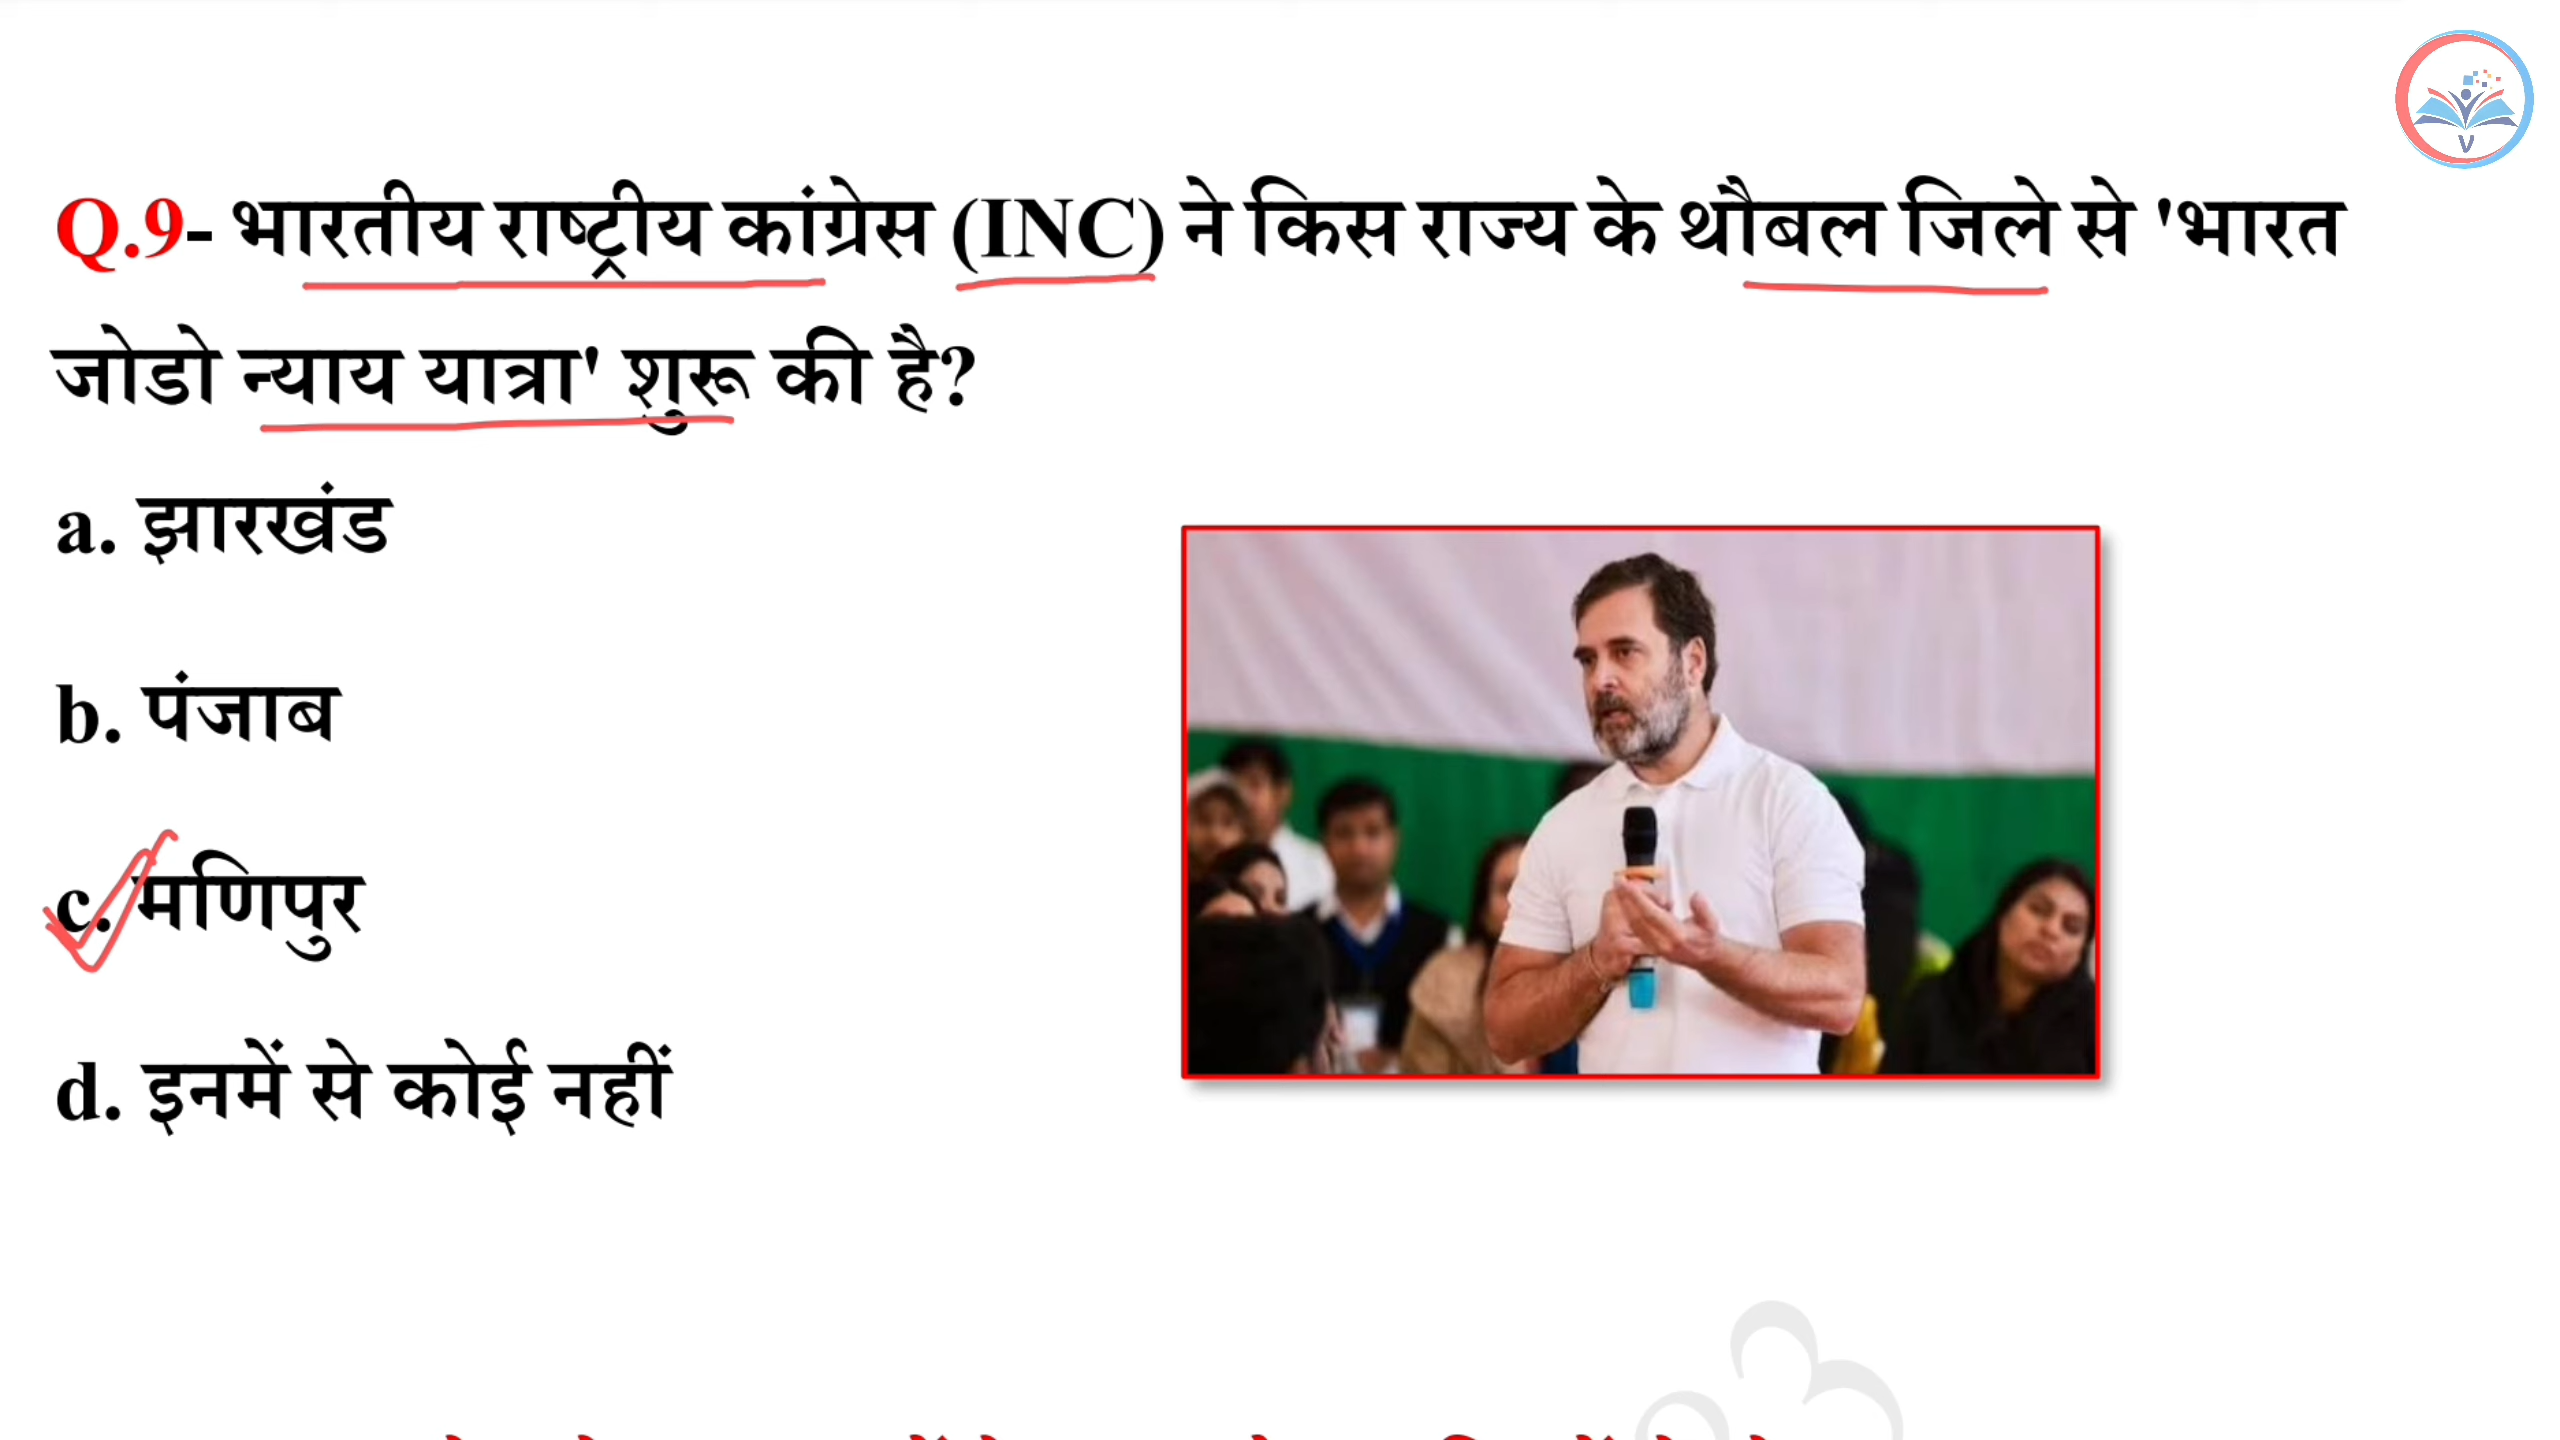 Q.9- भारतीय राष्ट्रीय कांग्रेस (INC) ने किस राज्य के थौबल जिले से 'भारत
जोडो न्याय यात्रा' शुरू की है?
a. झारखंड
b. पंजाब
c. मणिपुर
d. इनमें से कोई नहीं